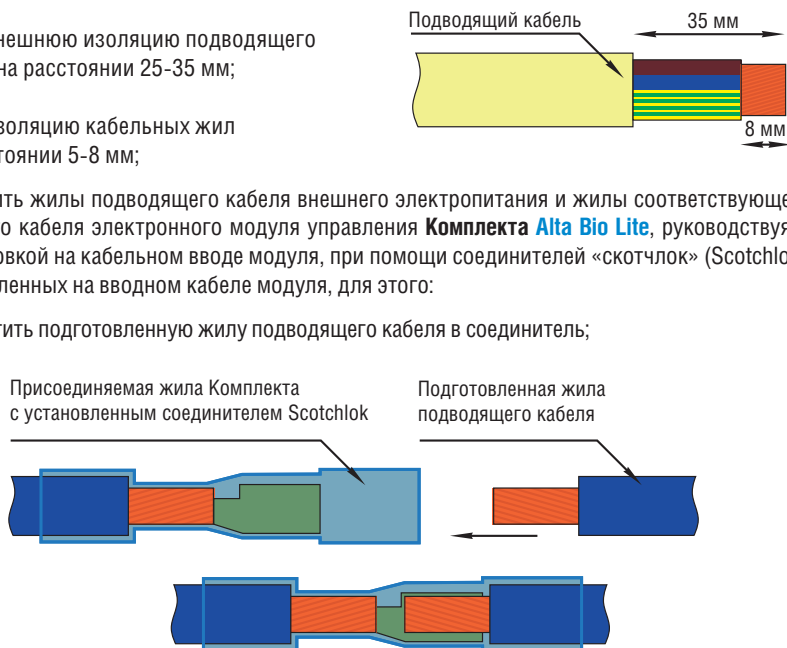 Подводящий кабель
35 мм
нешнюю изоляцию подводящего
на расстоянии 25-35 мм;
золяцию кабельных жил
тоянии 5-8 мм;
8 мм
ить жилы подводящего кабеля внешнего электропитания и жилы соответствующе
го кабеля электронного модуля управления Комплекта Alta Bio Lite, руководствуя
овкой на кабельном вводе модуля, при помощи соединителей «скотчлок» (Scotchlo
ленных на вводном кабеле модуля, для этого:
тить подготовленную жилу подводящего кабеля в соединитель;
Присоединяемая жила Комплекта
с установленным соединителем Scotchlok
Подготовленная жила
подводящего кабеля